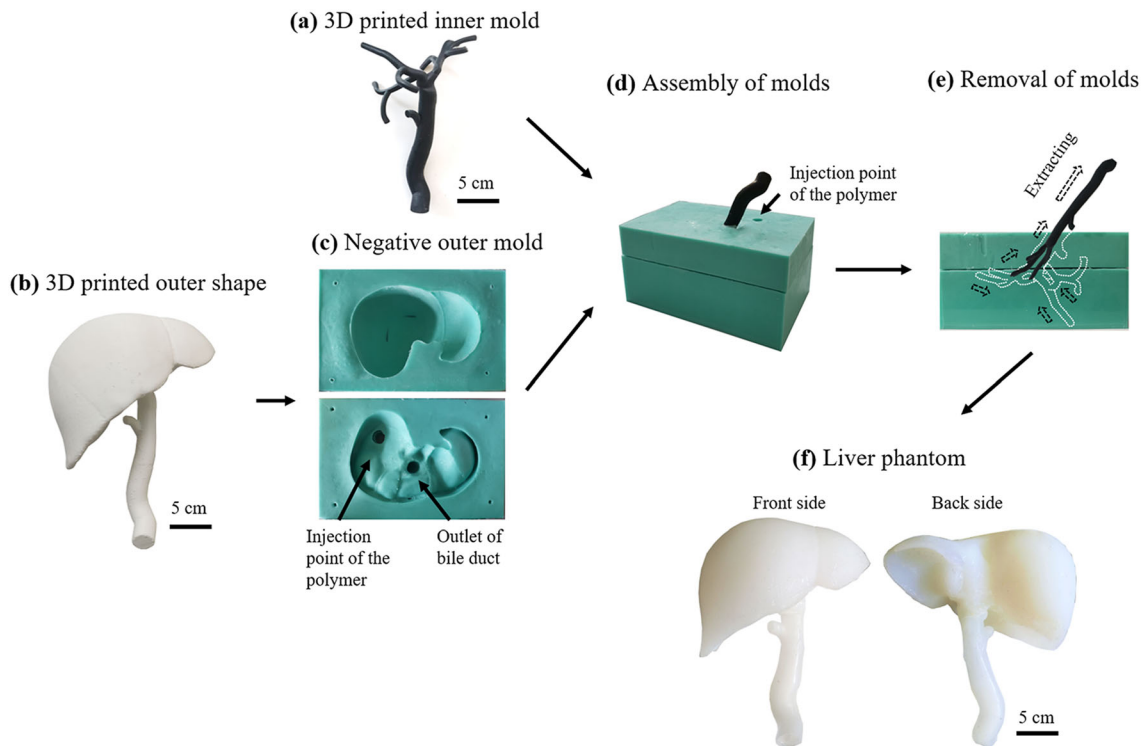 (a) 3D printed inner mold
5 cm
(b) 3D printed outer shape
5 cm
(c) Negative outer mold
Injection
point of the
polymer
Outlet of
bile duct
(d) Assembly of molds
Injection point
of the polymer
(e) Removal of molds
Extracting
(f) Liver phantom
Front side
Back side
5 cm